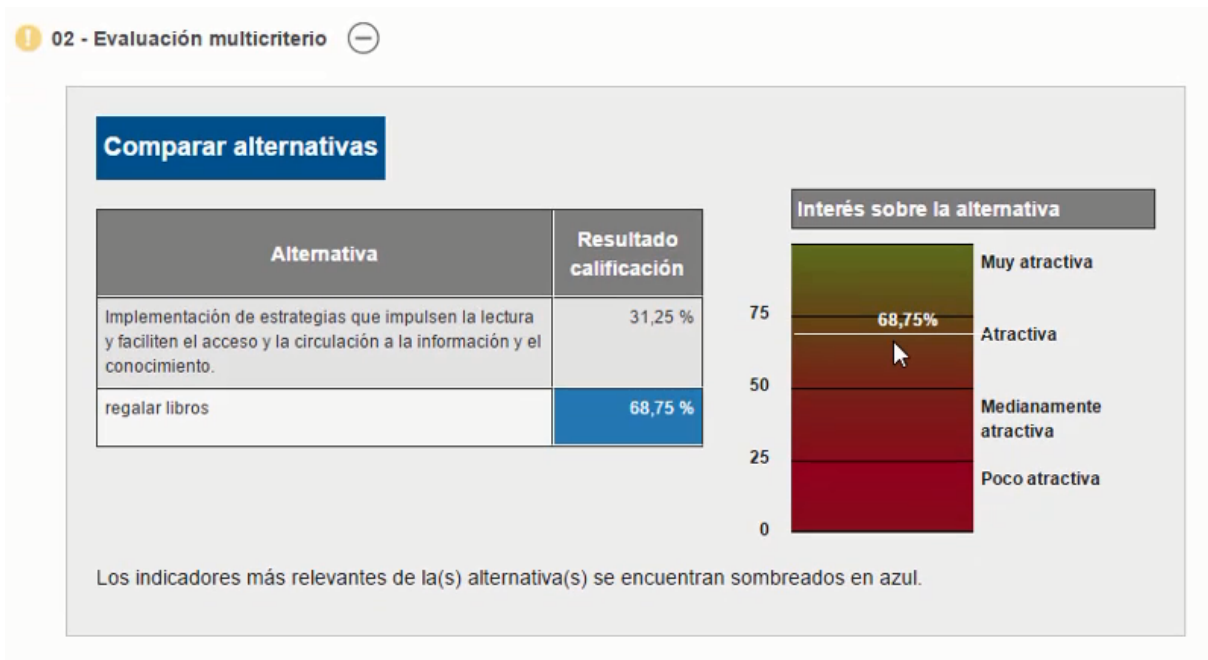 02 - Evaluación multicriterio
Comparar alternativas
Alternativa
Resultado
calificación
Implementación de estrategias que impulsen la lectura
y faciliten el acceso y la circulación a la información y el
conocimiento.
31,25 %
regalar libros
68,75 %
Interés sobre la alternativa
Muy atractiva
75
68,75%
Atractiva
50
Medianamente
atractiva
25
Poco atractiva
0
Los indicadores más relevantes de la(s) alternativa(s) se encuentran sombreados en azul.